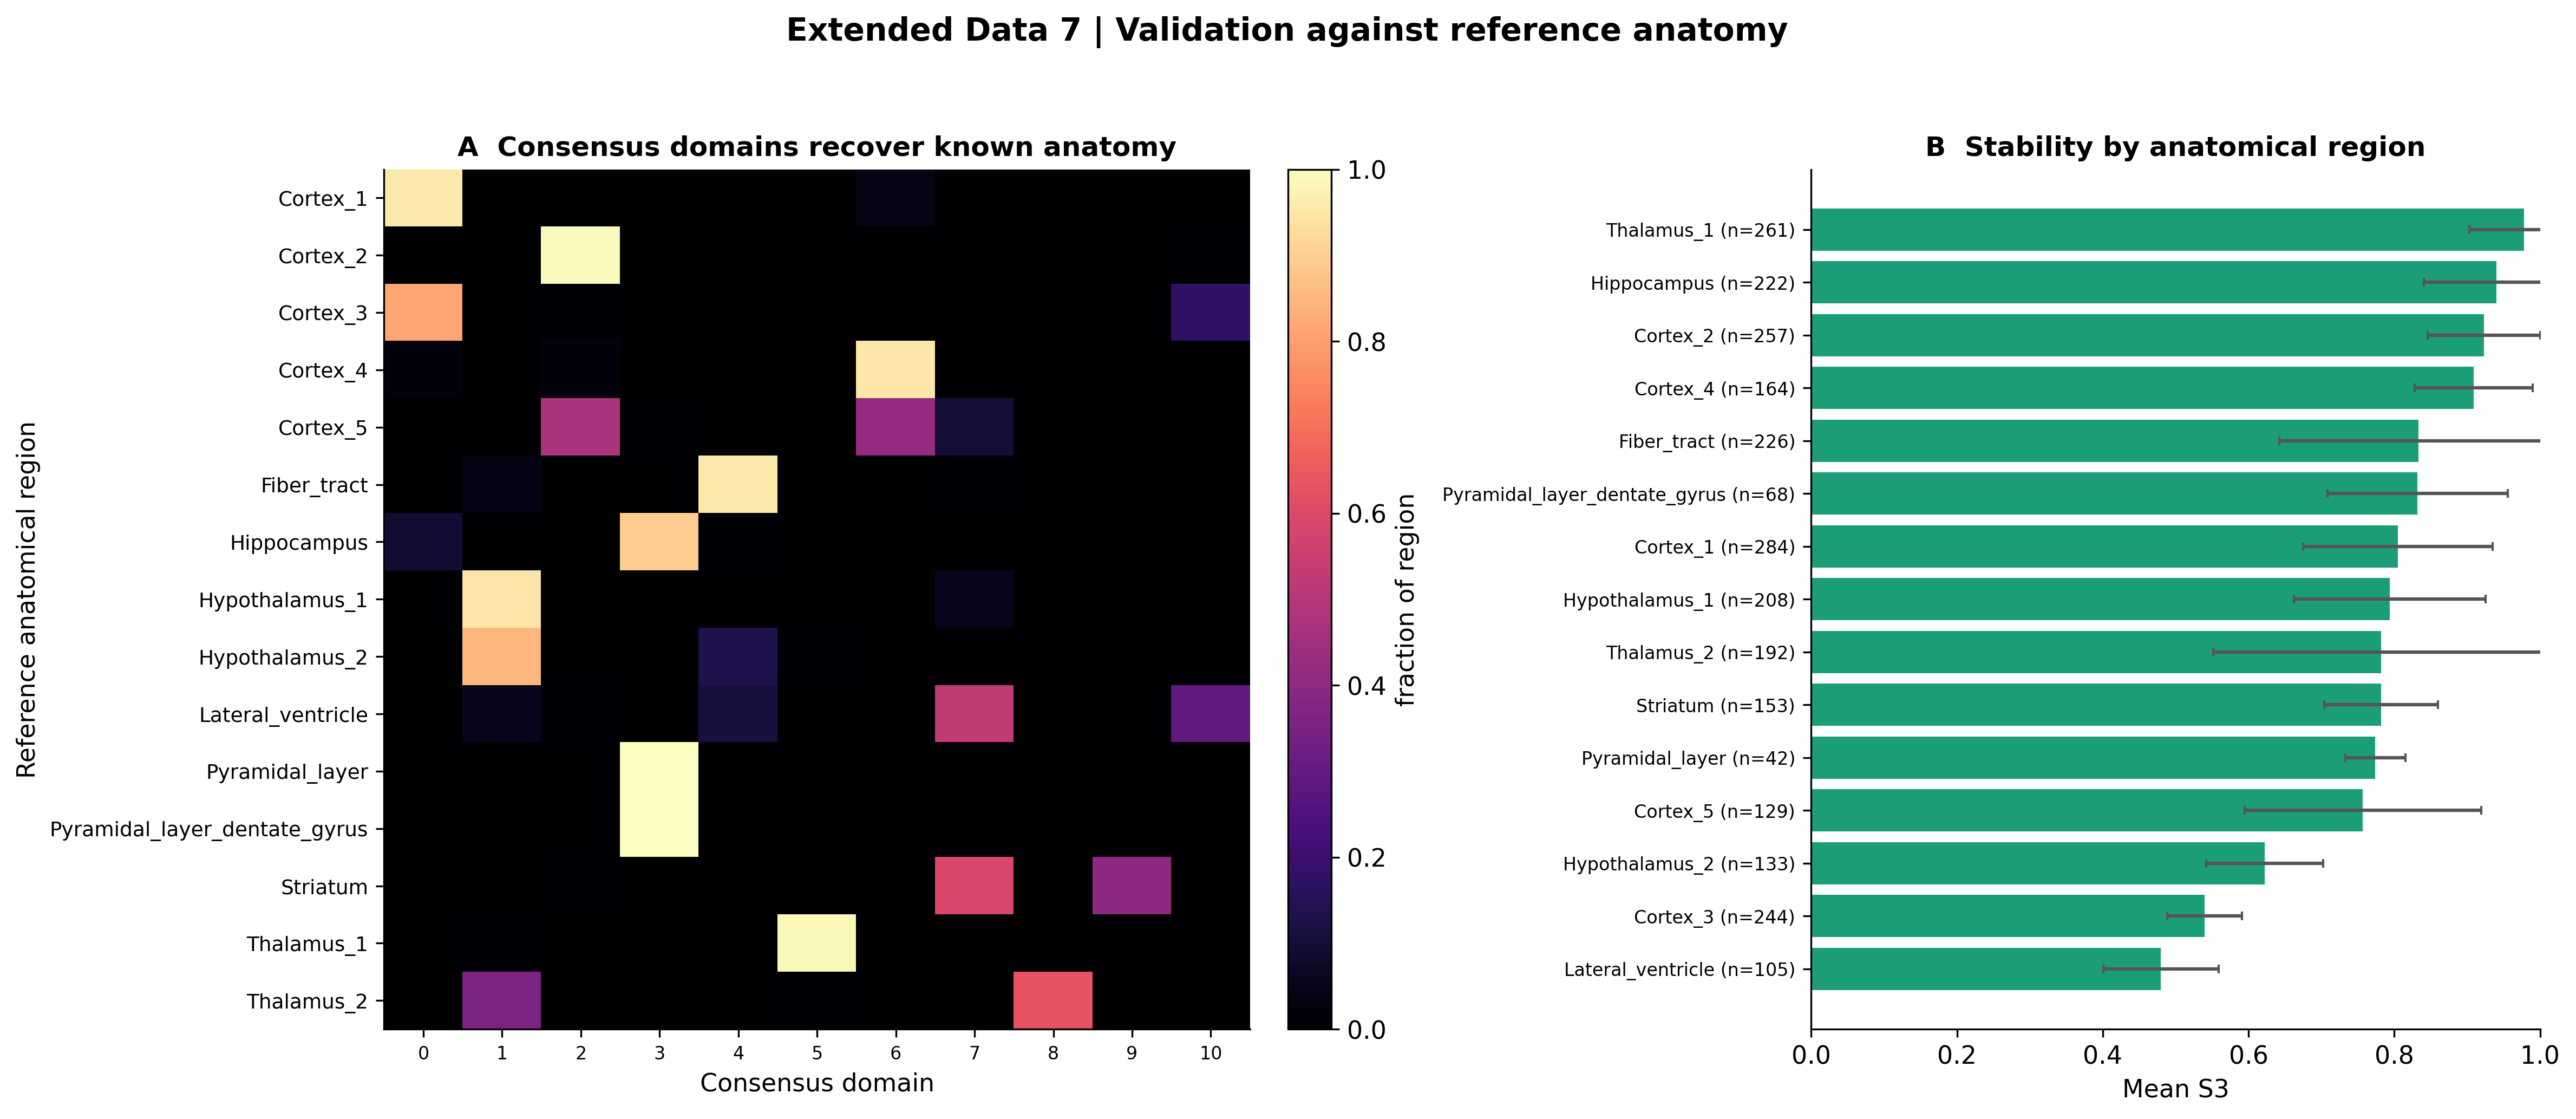 Extended Data 7 | Validation against reference anatomy
A  Consensus domains recover known anatomy
Reference anatomical region
Cortex_1
Cortex_2
Cortex_3
Cortex_4
Cortex_5
Fiber_tract
Hippocampus
Hypothalamus_1
Hypothalamus_2
Lateral_ventricle
Pyramidal_layer
Pyramidal_layer_dentate_gyrus
Striatum
Thalamus_1
Thalamus_2
0 1 2 3 4 5 6 7 8 9 10
Consensus domain
1.0
0.8
0.6
0.4
0.2
0.0
fraction of region
B  Stability by anatomical region
Thalamus_1 (n=261)
Hippocampus (n=222)
Cortex_2 (n=257)
Cortex_4 (n=164)
Fiber_tract (n=226)
Pyramidal_layer_dentate_gyrus (n=68)
Cortex_1 (n=284)
Hypothalamus_1 (n=208)
Thalamus_2 (n=192)
Striatum (n=153)
Pyramidal_layer (n=42)
Cortex_5 (n=129)
Hypothalamus_2 (n=133)
Cortex_3 (n=244)
Lateral_ventricle (n=105)
0.0 0.2 0.4 0.6 0.8 1.0
Mean S3